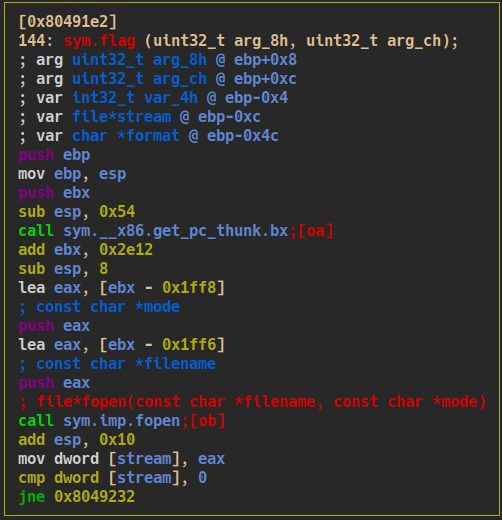 [0x80491e2]
144: sym.flag (uint32_t arg_8h, uint32_t arg_ch);
; arg uint32_t arg_8h @ ebp+0x8
; arg uint32_t arg_ch @ ebp+0xc
; var int32_t var_4h @ ebp-0x4
; var file*stream @ ebp-0xc
; var char *format @ ebp-0x4c
push ebp
mov ebp, esp
push ebx
sub esp, 0x54
call sym.__x86.get_pc_thunk.bx;[oa]
add ebx, 0x2e12
sub esp, 8
lea eax, [ebx - 0x1ff8]
; const char *mode
push eax
lea eax, [ebx - 0x1ff6]
; const char *filename
push eax
; file*fopen(const char *filename, const char *mode)
call sym.imp.fopen;[ob]
add esp, 0x10
mov dword [stream], eax
cmp dword [stream], 0
jne 0x8049232